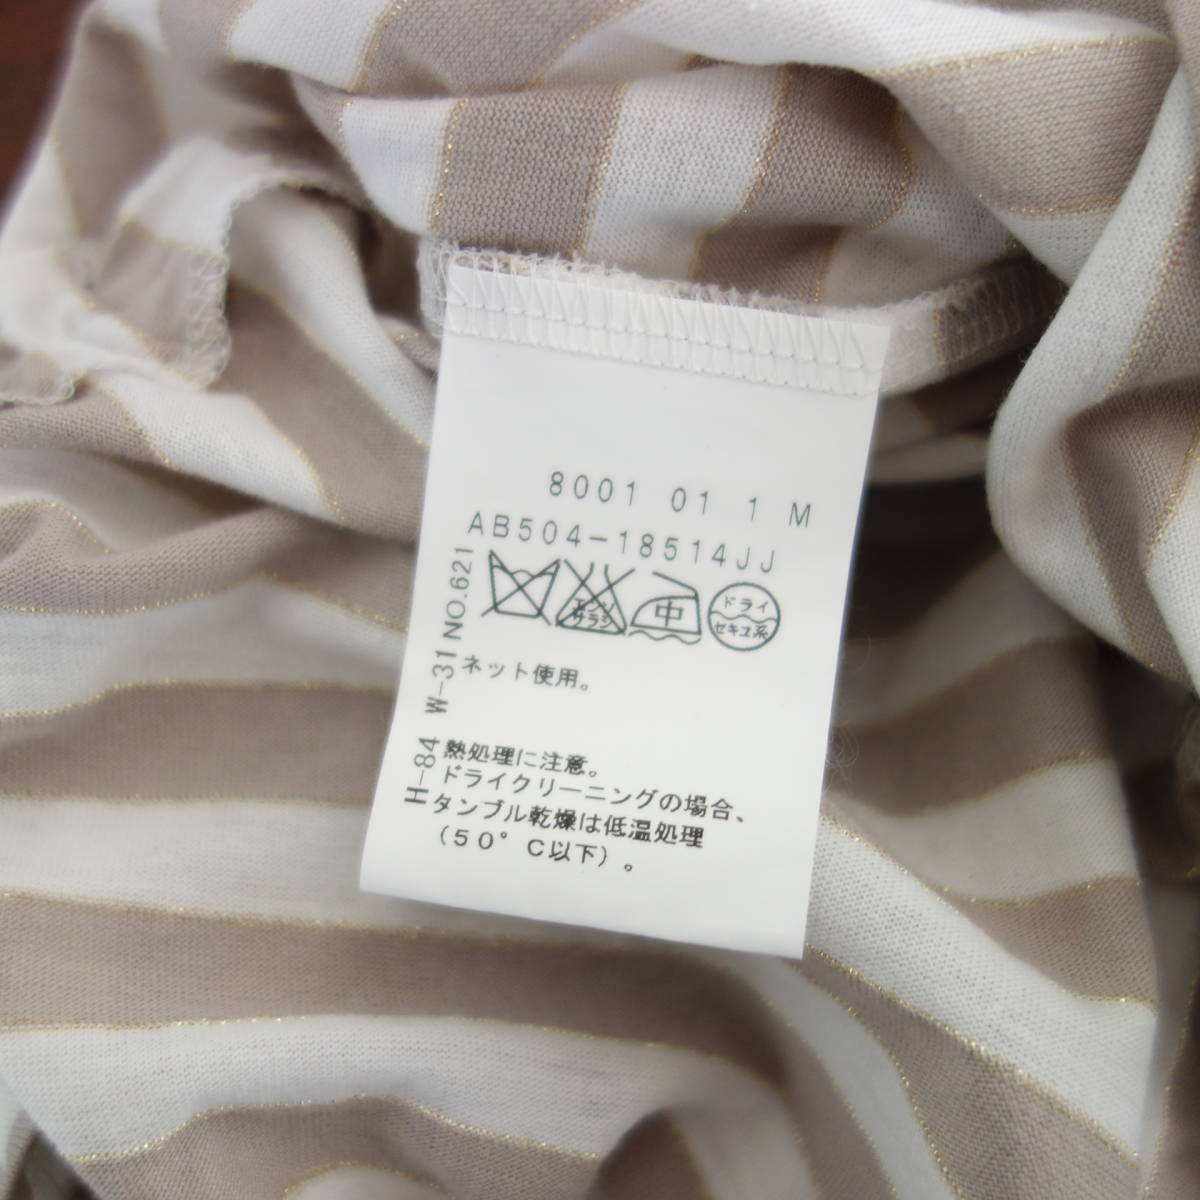 8001 01 1 M
AB504-18514JJ
エンソ
サラシ
中
ドライ
セキユ系
ネット使用。
熱処理に注意。
ドライクリーニングの場合、
タンブル乾燥は低温処理
(50°C以下)。
H-84 W-31 NO.621